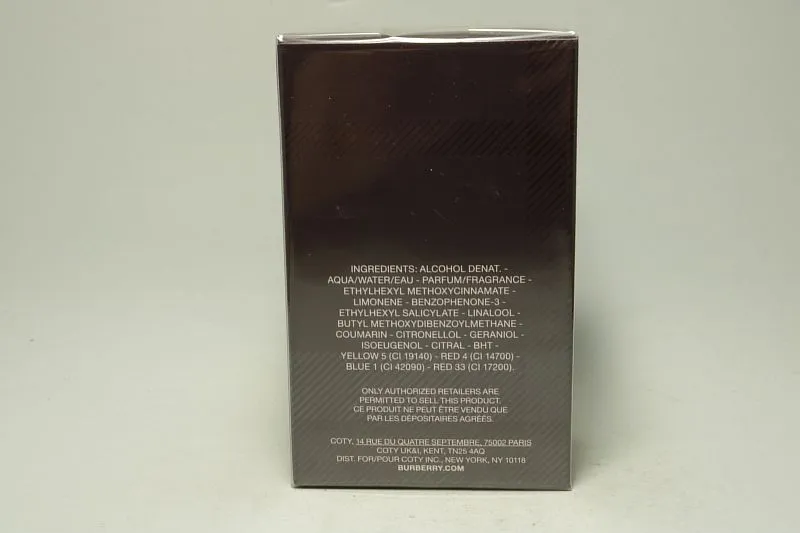 INGREDIENTS: ALCOHOL DENAT. -
AQUA/WATER/EAU - PARFUM/FRAGRANCE -
ETHYLHEXYL METHOXYCINNAMATE -
LIMONENE - BENZOPHENONE-3 -
ETHYLHEXYL SALICYLATE - LINALOOL -
BUTYL METHOXYDIBENZOYLMETHANE -
COUMARIN - CITRONELLOL - GERANIOL -
ISOEUGENOL - CITRAL - BHT -
YELLOW 5 (CI 19140) - RED 4 (CI 14700) -
BLUE 1 (CI 42090) - RED 33 (CI 17200).
ONLY AUTHORIZED RETAILERS ARE
PERMITTED TO SELL THIS PRODUCT.
CE PRODUIT NE PEUT ÊTRE VENDU QUE
PAR LES DÉPOSITAIRES AGRÉÉS.
COTY, 14 RUE DU QUATRE SEPTEMBRE, 75002 PARIS
COTY UK&I, KENT, TN25 4AQ
DIST. FOR/POUR COTY INC., NEW YORK, NY 10118
BURBERRY.COM